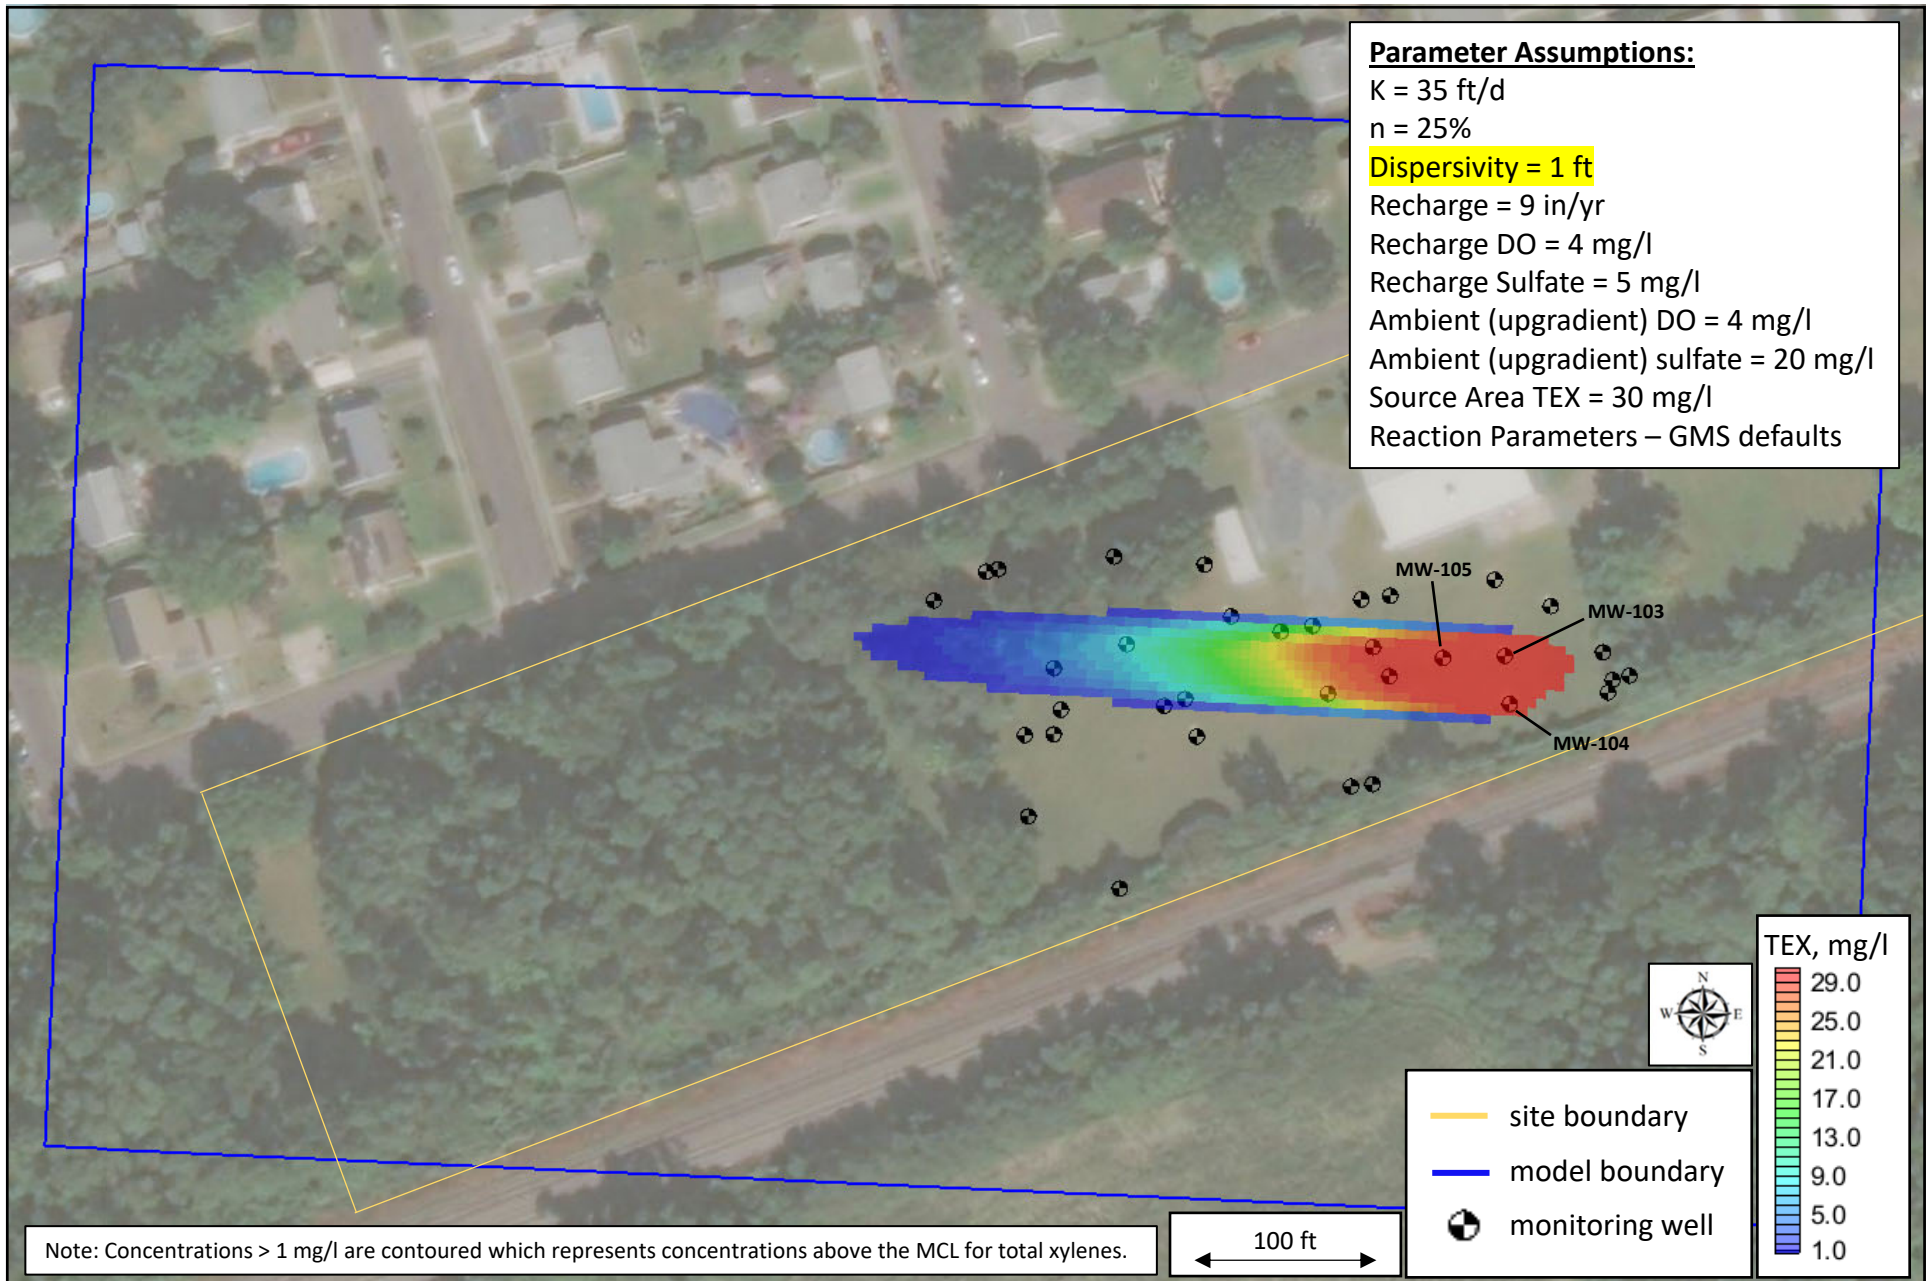 Parameter Assumptions:
K = 35 ft/d
n = 25%
Dispersivity = 1 ft
Recharge = 9 in/yr
Recharge DO = 4 mg/l
Recharge Sulfate = 5 mg/l
Ambient (upgradient) DO = 4 mg/l
Ambient (upgradient) sulfate = 20 mg/l
Source Area TEX = 30 mg/l
Reaction Parameters – GMS defaults
MW-105
MW-103
MW-104
TEX, mg/l
29.0
25.0
21.0
17.0
13.0
9.0
5.0
1.0
N
W E
S
site boundary
model boundary
monitoring well
100 ft
Note: Concentrations > 1 mg/l are contoured which represents concentrations above the MCL for total xylenes.